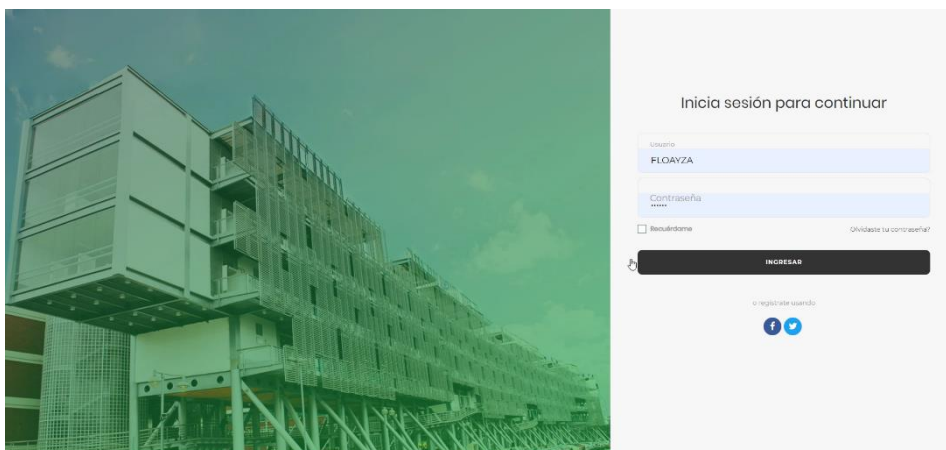 Inicia sesión para continuar
Usuario
FLOAYZA
Contraseña
••••••
Recuérdame
Olvidaste tu contraseña?
INGRESAR
o regístrate usando